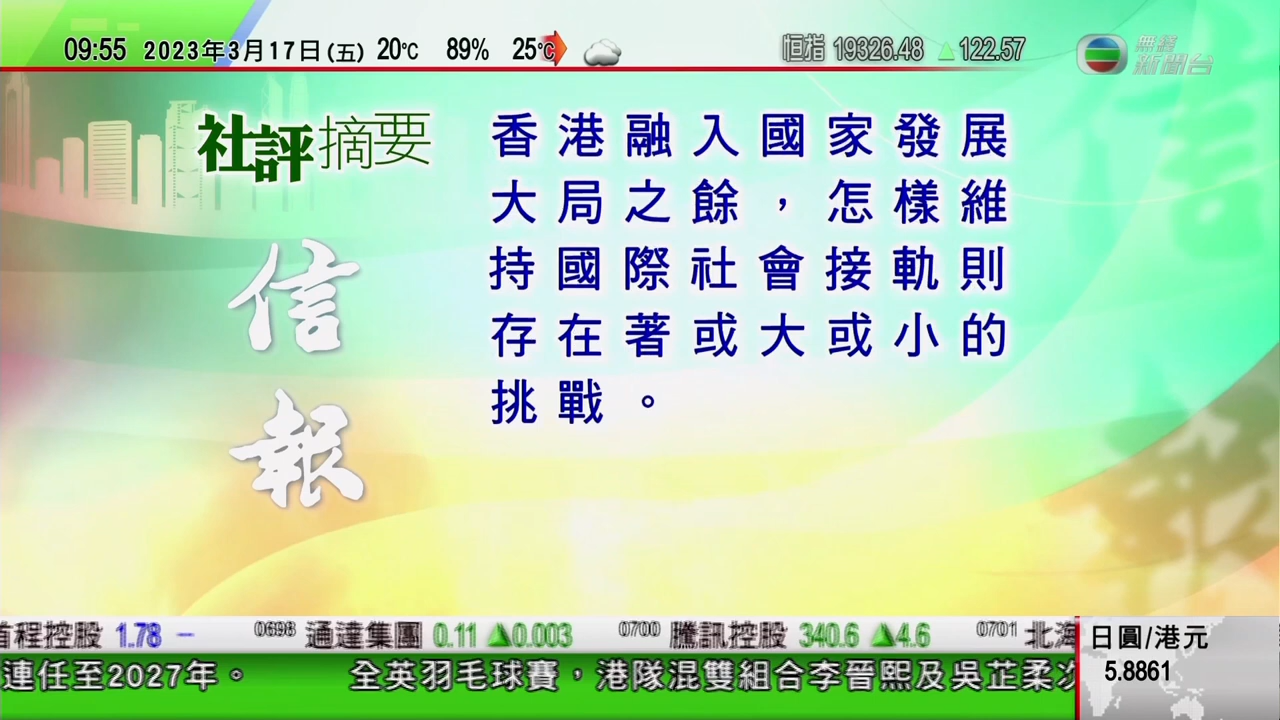 09:55 2023年3月17日(五) 20℃ 89% 25℃ 恒指 19326.48 ▲122.57 無綫新聞台
社評摘要
信報
香港融入國家發展
大局之餘，怎樣維
持國際社會接軌則
存在著或大或小的
挑戰。
首程控股 1.78 – 0698 通達集團 0.11 ▲0.003 0700 騰訊控股 340.6 ▲4.6 0701 北海
日圓/港元
5.8861
連任至2027年。 全英羽毛球賽，港隊混雙組合李晉熙及吳芷柔次